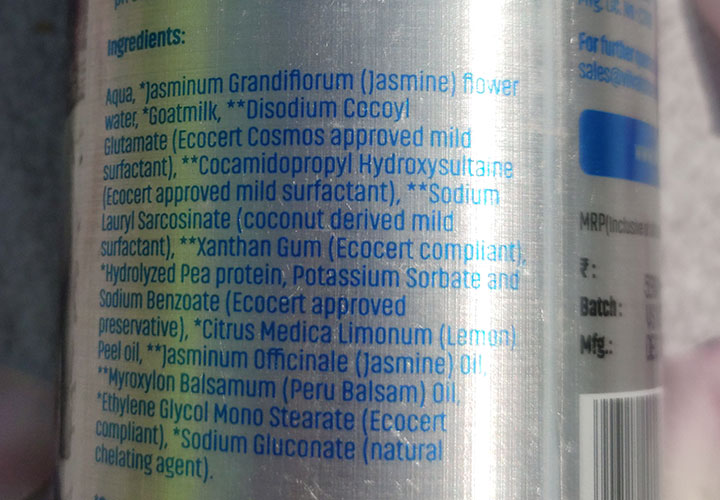 Ingredients:
Aqua, *Jasminum Grandiflorum (Jasmine) flower
water, *Goatmilk, **Disodium Cocoyl
Glutamate (Ecocert Cosmos approved mild
surfactant), **Cocamidopropyl Hydroxysultaine
(Ecocert approved mild surfactant), **Sodium
Lauryl Sarcosinate (coconut derived mild
surfactant), **Xanthan Gum (Ecocert compliant),
*Hydrolyzed Pea protein, Potassium Sorbate and
Sodium Benzoate (Ecocert approved
preservative), *Citrus Medica Limonum (Lemon)
Peel oil, **Jasminum Officinale (Jasmine) Oil,
**Myroxylon Balsamum (Peru Balsam) Oil,
*Ethylene Glycol Mono Stearate (Ecocert
compliant), *Sodium Gluconate (natural
chelating agent).
Mfg. Lic. No
For further
sales@
MRP(Inclusive of
₹ :
Batch :
Mfg.: